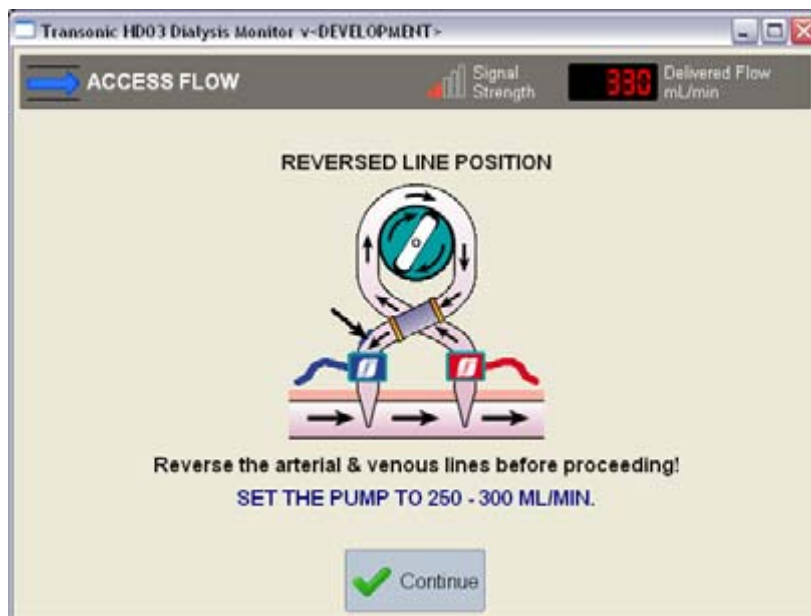 Transonic HD03 Dialysis Monitor v<DEVELOPMENT>
ACCESS FLOW
Signal
Strength
330
Delivered Flow
mL/min
REVERSED LINE POSITION
Reverse the arterial & venous lines before proceeding!
SET THE PUMP TO 250 - 300 ML/MIN.
Continue